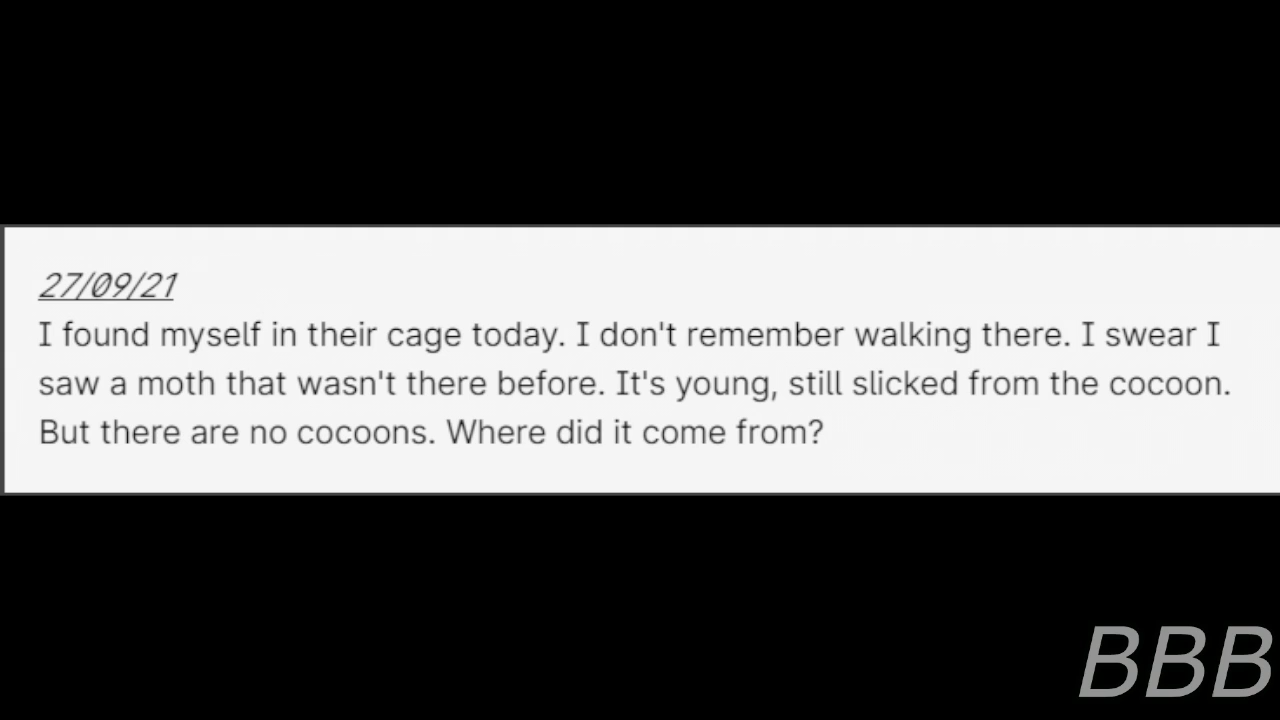 27/09/21
I found myself in their cage today. I don't remember walking there. I swear I
saw a moth that wasn't there before. It's young, still slicked from the cocoon.
But there are no cocoons. Where did it come from?
BBB